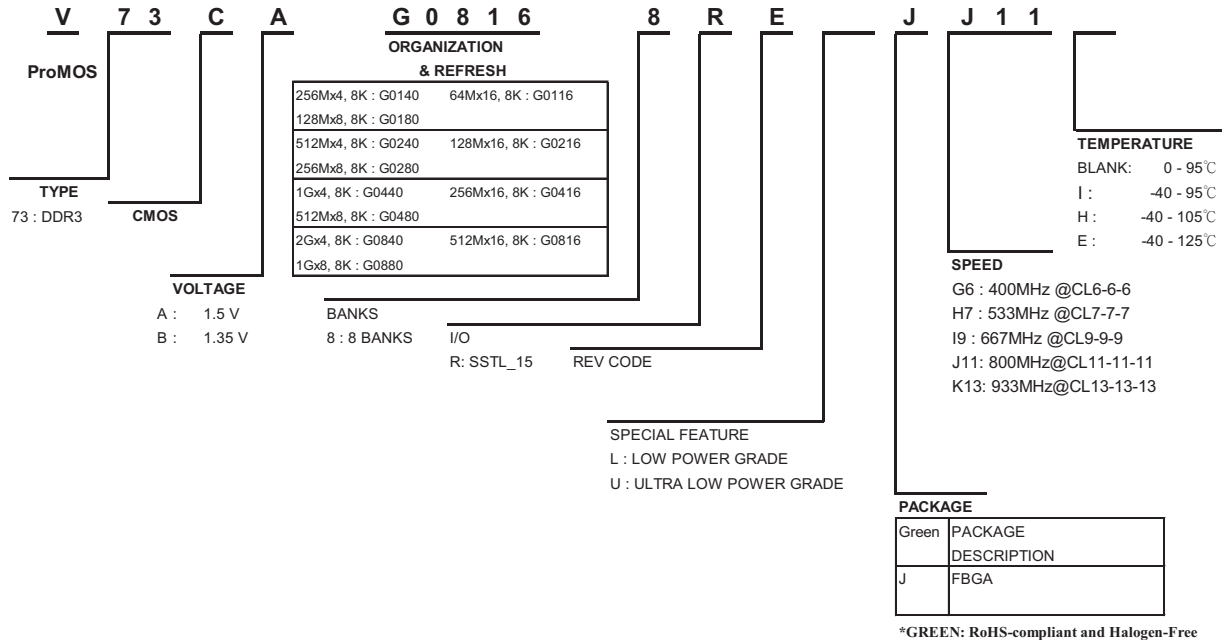 V 7 3 C A G 0 8 1 6 8 R E J J 1 1
ProMOS
ORGANIZATION
& REFRESH
256Mx4, 8K : G0140 64Mx16, 8K : G0116
128Mx8, 8K : G0180
512Mx4, 8K : G0240 128Mx16, 8K : G0216
256Mx8, 8K : G0280
1Gx4, 8K : G0440 256Mx16, 8K : G0416
512Mx8, 8K : G0480
2Gx4, 8K : G0840 512Mx16, 8K : G0816
1Gx8, 8K : G0880
TYPE
73 : DDR3
CMOS
VOLTAGE
A : 1.5 V
B : 1.35 V
BANKS
8 : 8 BANKS
I/O
R: SSTL_15
REV CODE
SPECIAL FEATURE
L : LOW POWER GRADE
U : ULTRA LOW POWER GRADE
TEMPERATURE
BLANK: 0 - 95℃
I : -40 - 95℃
H : -40 - 105℃
E : -40 - 125℃
SPEED
G6 : 400MHz @CL6-6-6
H7 : 533MHz @CL7-7-7
I9 : 667MHz @CL9-9-9
J11: 800MHz@CL11-11-11
K13: 933MHz@CL13-13-13
PACKAGE
Green PACKAGE
DESCRIPTION
J FBGA
*GREEN: RoHS-compliant and Halogen-Free